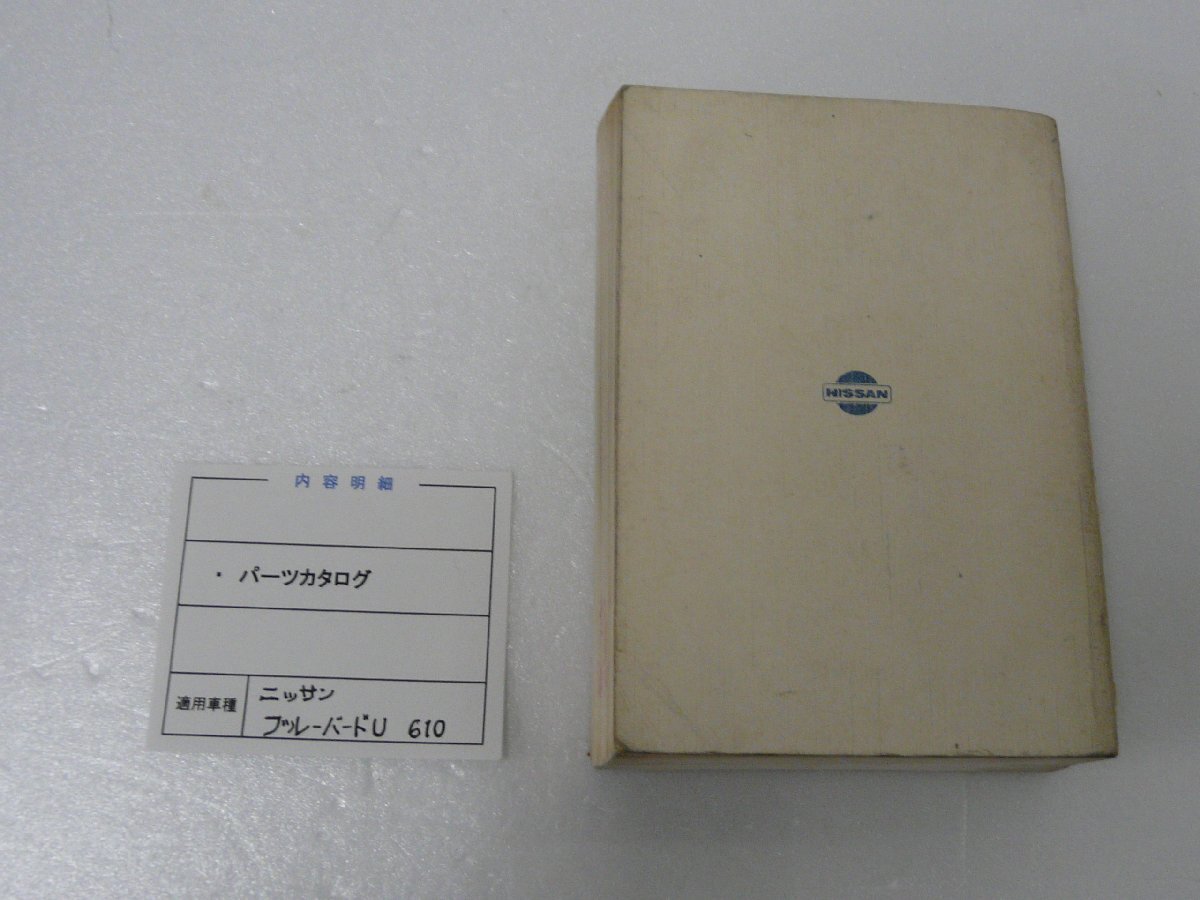 内容明細
・ パーツカタログ
適用車種
ニッサン
ブルーバードU 610
NISSAN